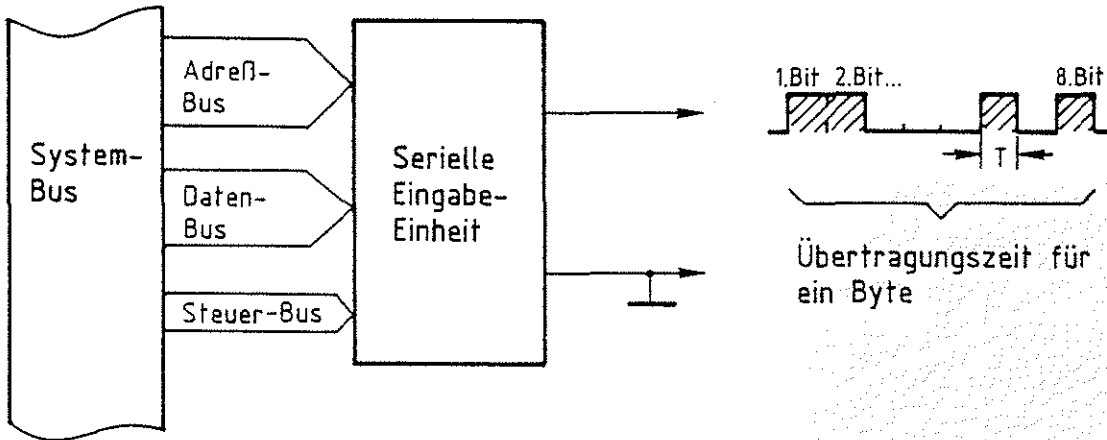 System-
Bus
Adreß-
Bus
Daten-
Bus
Steuer-Bus
Serielle
Eingabe-
Einheit
1.Bit 2.Bit... 8.Bit
T
Übertragungszeit für
ein Byte